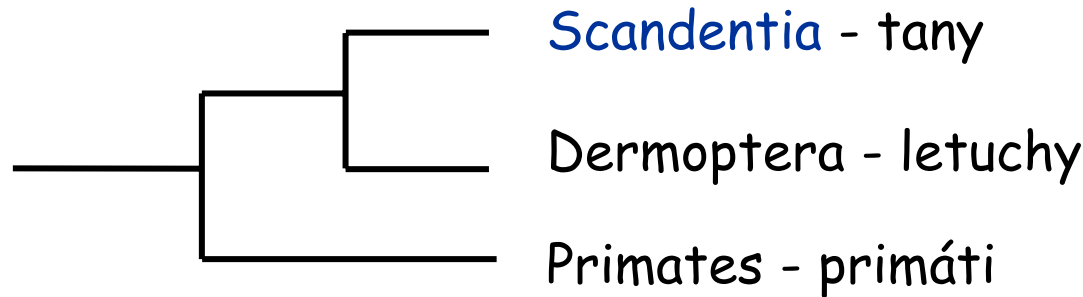 Scandentia - tany
Dermoptera - letuchy
Primates - primáti